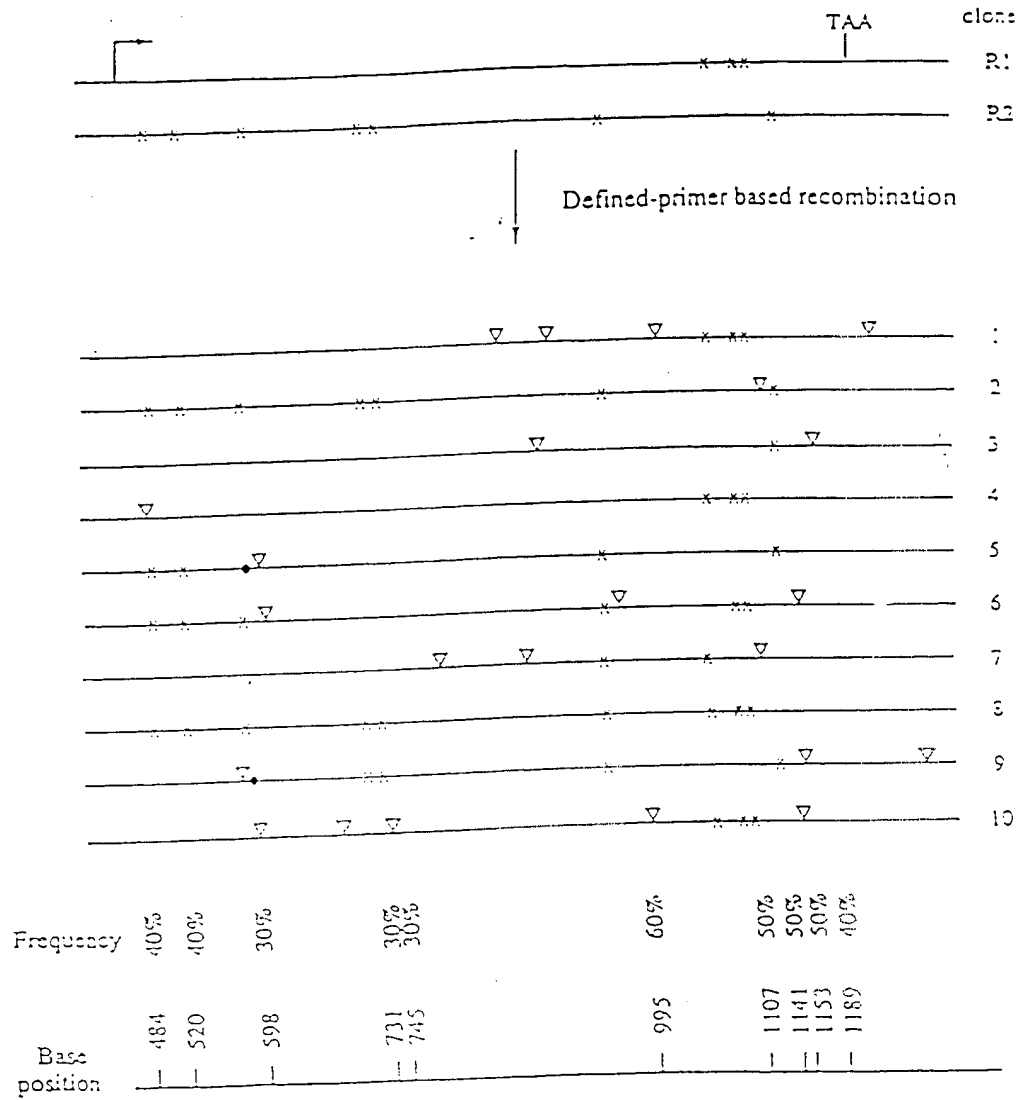 TAA clone
R1
R2
Defined-primer based recombination
1
2
3
4
5
6
7
8
9
10
Frequency 40% 40% 30% 30% 30% 60% 50% 50% 50% 40%
484 520 598 731 745 995 1107 1141 1153 1189
Base
position